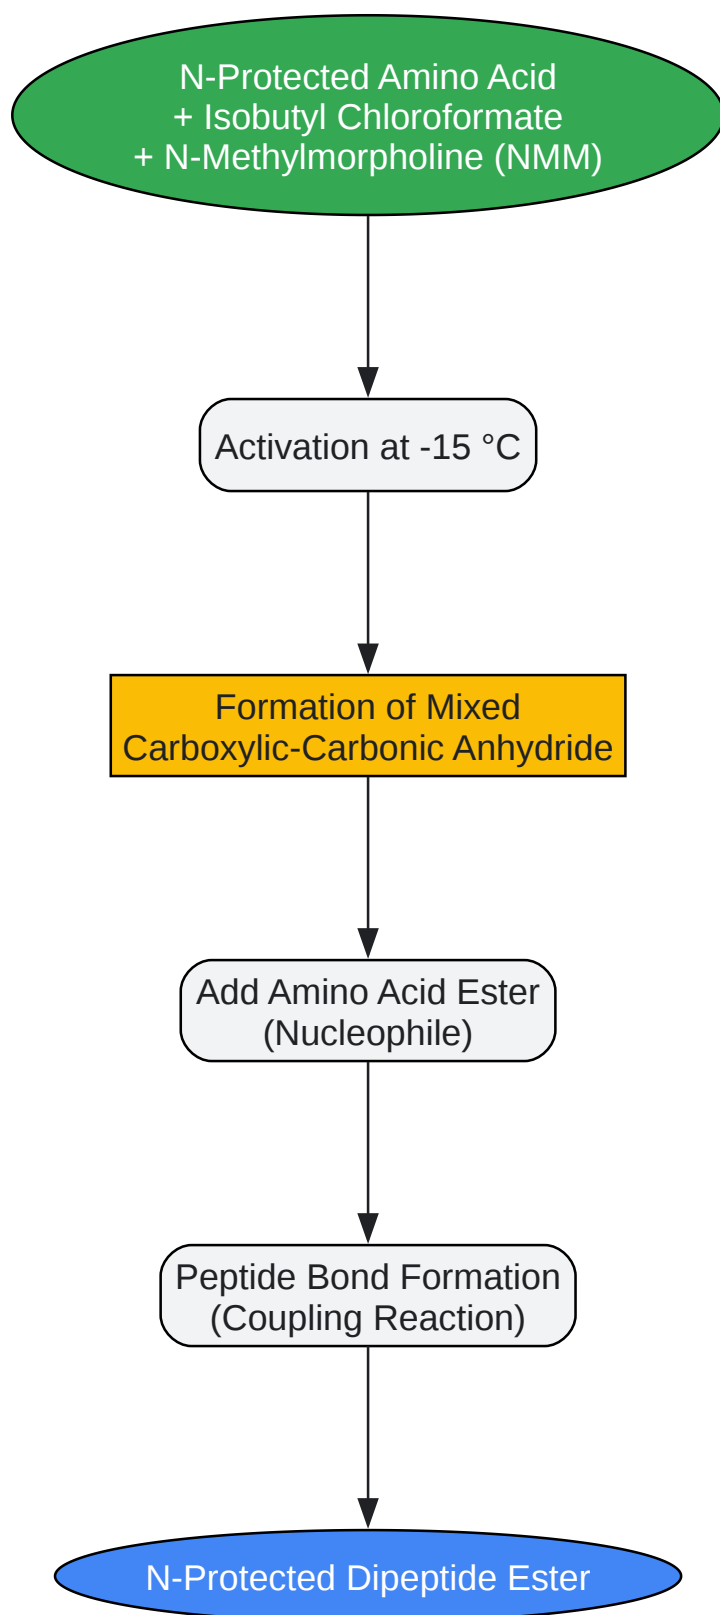 N-Protected Amino Acid
+ Isobutyl Chloroformate
+ N-Methylmorpholine (NMM)
Activation at -15 °C
Formation of Mixed
Carboxylic-Carbonic Anhydride
Add Amino Acid Ester
(Nucleophile)
Peptide Bond Formation
(Coupling Reaction)
N-Protected Dipeptide Ester